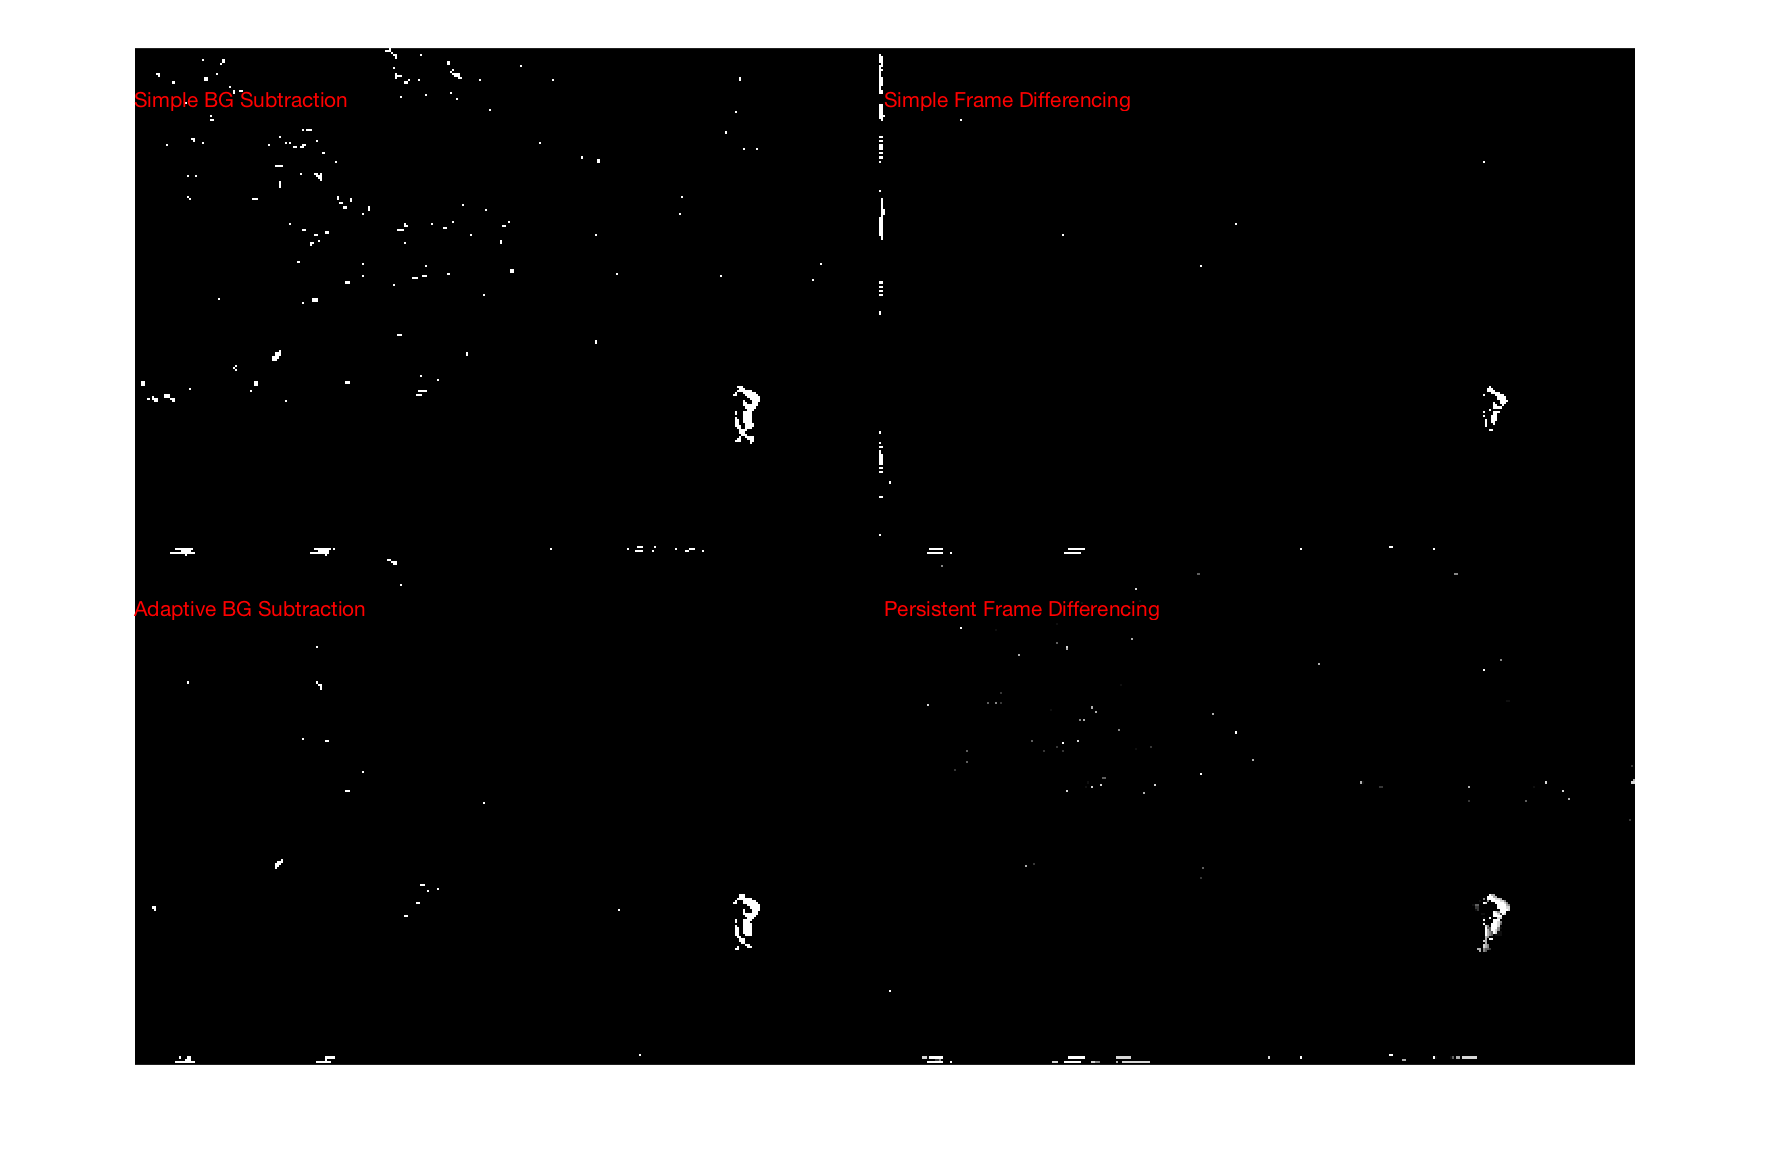 Simple BG Subtraction
Simple Frame Differencing
Adaptive BG Subtraction
Persistent Frame Differencing